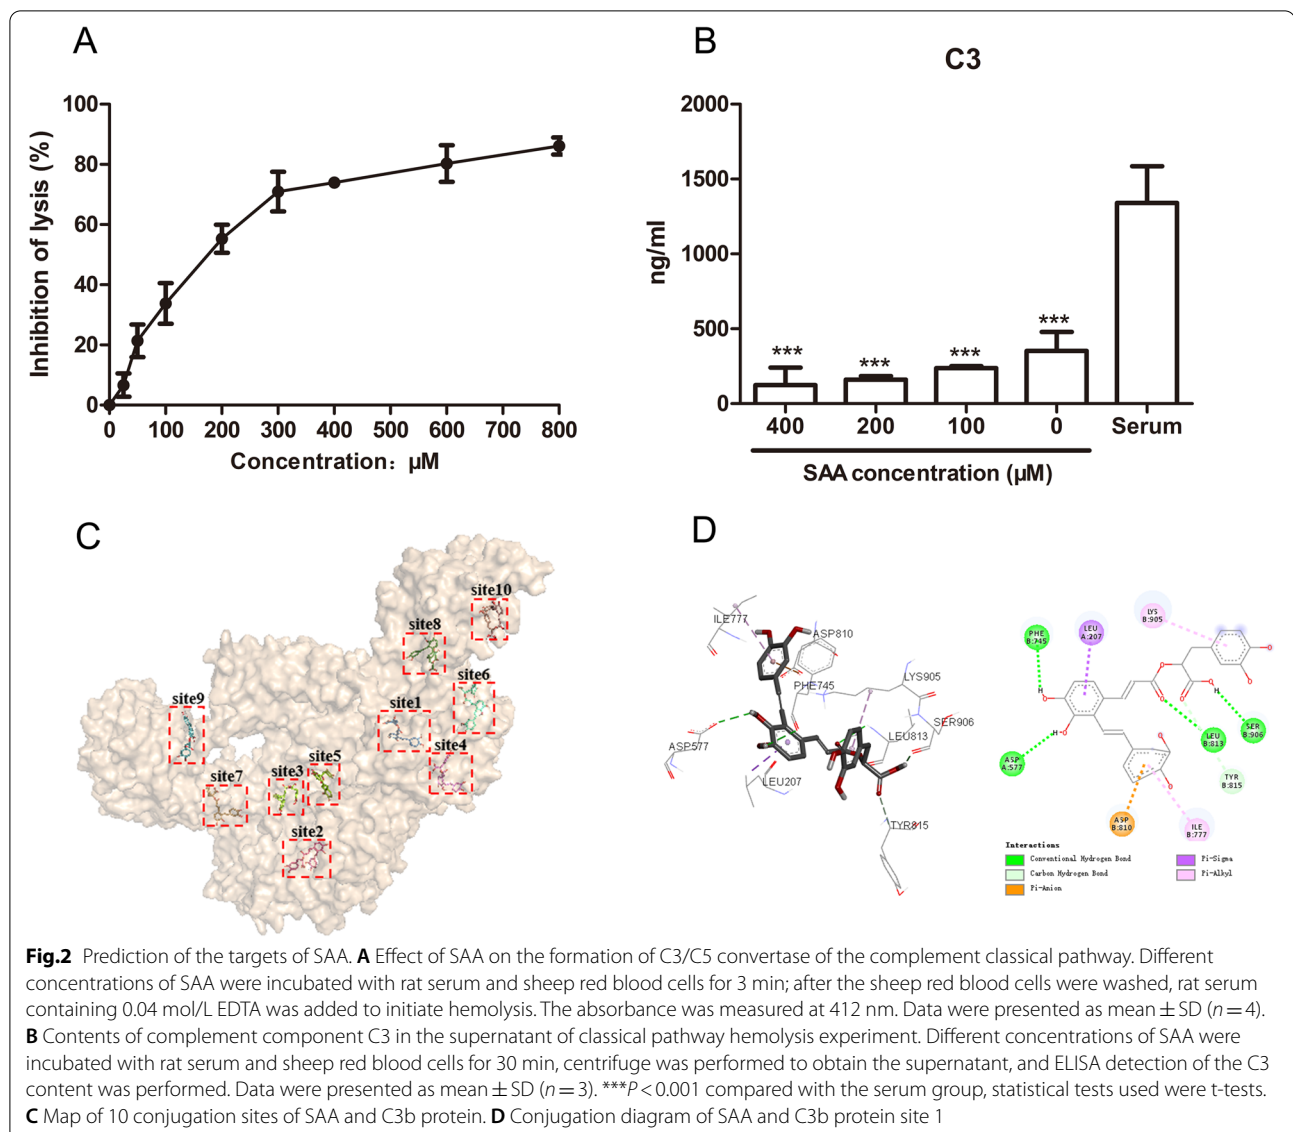 A
Inhibition of lysis (%)
100
80
60
40
20
0
0 100 200 300 400 500 600 700 800
Concentration: µM
B
C3
ng/ml
2000
1500
1000
500
0
*** *** *** ***
400 200 100 0 Serum
SAA concentration (µM)
C
site10
site8
site6
site9
site1
site4
site5
site3
site7
site2
D
ILE777
ASP810
PHE745
LYS905
SER906
LEU813
ASP577
LEU207
TYR815
PHE
B:745
LEU
A:207
LYS
B:905
ASP
A:577
H
O
H
O
O
O
O
O
H
O
O
O
O
SER
B:906
LEU
B:813
TYR
B:815
ASP
B:810
ILE
B:777
Interactions
Conventional Hydrogen Bond
Carbon Hydrogen Bond
Pi-Anion
Pi-Sigma
Pi-Alkyl
Fig.2 Prediction of the targets of SAA. A Effect of SAA on the formation of C3/C5 convertase of the complement classical pathway. Different
concentrations of SAA were incubated with rat serum and sheep red blood cells for 3 min; after the sheep red blood cells were washed, rat serum
containing 0.04 mol/L EDTA was added to initiate hemolysis. The absorbance was measured at 412 nm. Data were presented as mean ± SD (n = 4).
B Contents of complement component C3 in the supernatant of classical pathway hemolysis experiment. Different concentrations of SAA were
incubated with rat serum and sheep red blood cells for 30 min, centrifuge was performed to obtain the supernatant, and ELISA detection of the C3
content was performed. Data were presented as mean ± SD (n = 3). ***P < 0.001 compared with the serum group, statistical tests used were t-tests.
C Map of 10 conjugation sites of SAA and C3b protein. D Conjugation diagram of SAA and C3b protein site 1